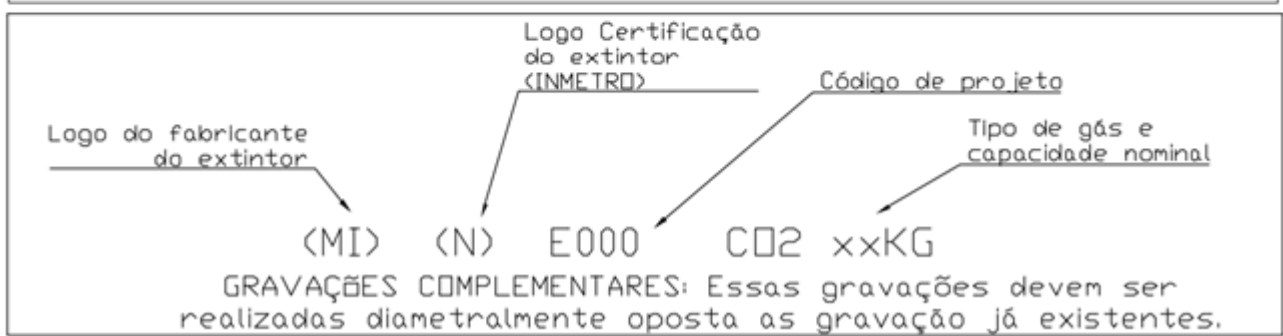 Logo Certificação
do extintor
(INMETRO)
Código de projeto
Logo do fabricante
do extintor
Tipo de gás e
capacidade nominal
(MI) (N) E000 CO2 xxKG
GRAVAÇÕES COMPLEMENTARES: Essas gravações devem ser
realizadas diametralmente oposta as gravação já existentes.